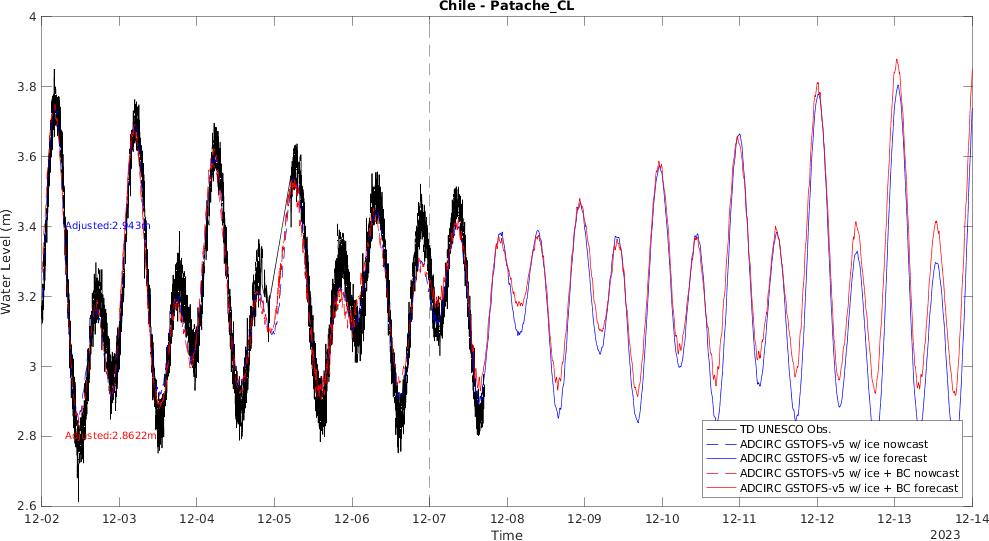 Chile - Patache_CL
Water Level (m)
4
3.8
3.6
3.4
3.2
3
2.8
2.6
Adjusted:2.943m
Adjusted:2.8622m
TD UNESCO Obs.
ADCIRC GSTOFS-v5 w/ ice nowcast
ADCIRC GSTOFS-v5 w/ ice forecast
ADCIRC GSTOFS-v5 w/ ice + BC nowcast
ADCIRC GSTOFS-v5 w/ ice + BC forecast
12-02 12-03 12-04 12-05 12-06 12-07 12-08 12-09 12-10 12-11 12-12 12-13 12-14
Time
2023